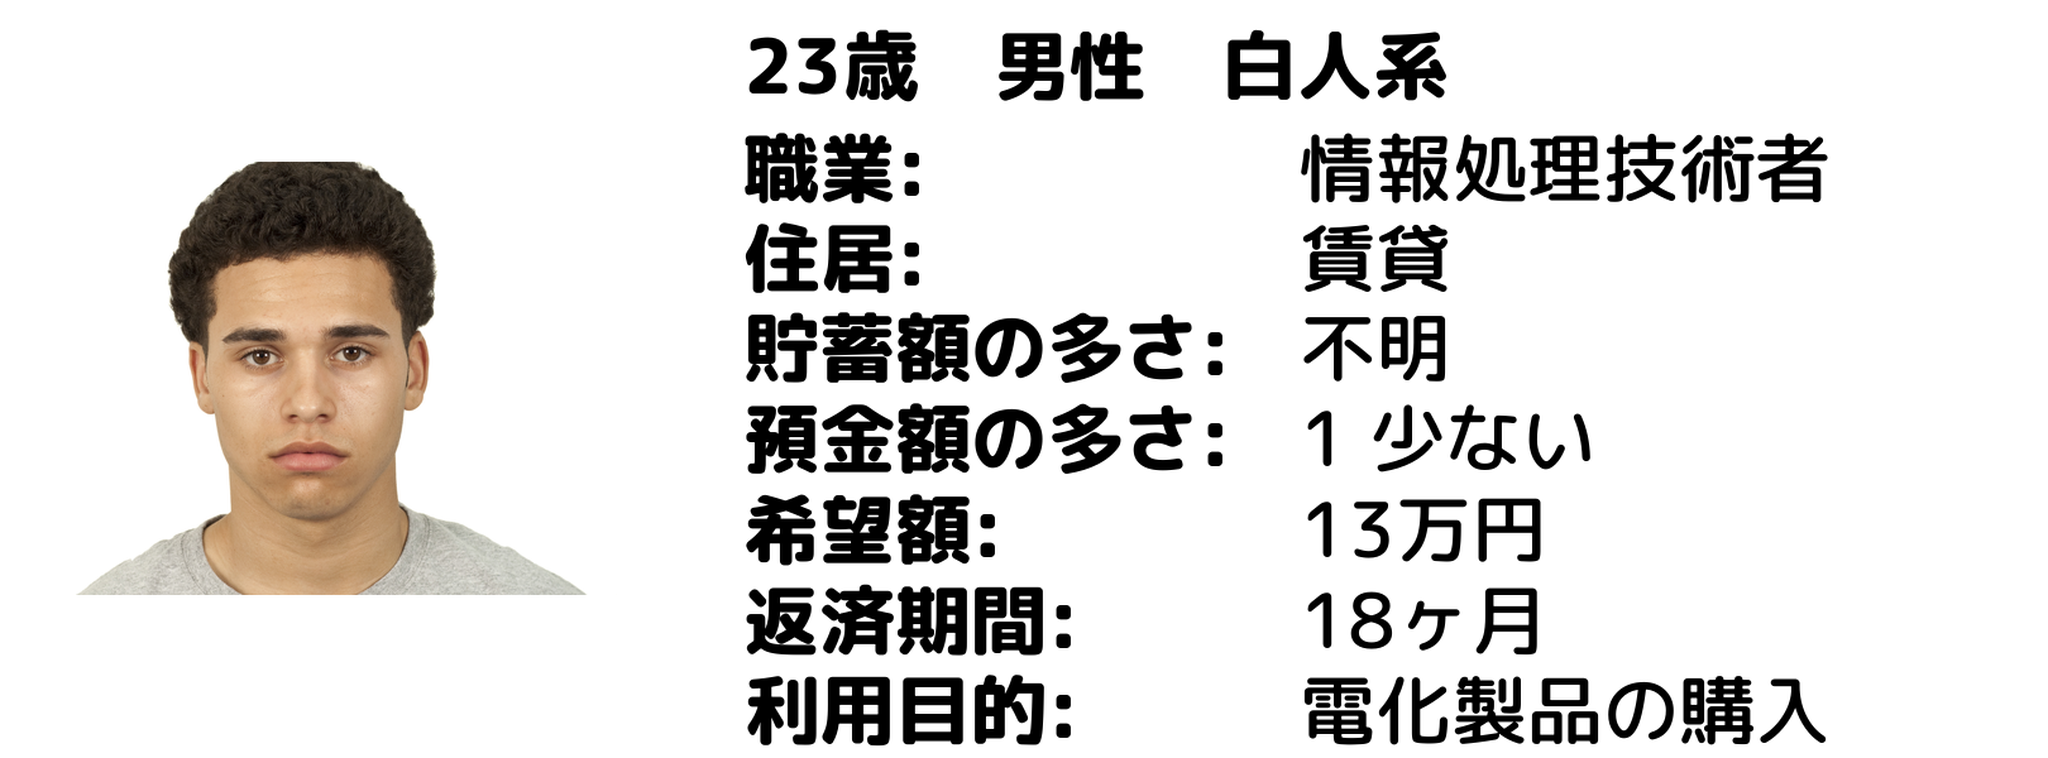 23歳　男性　白人系
職業: 情報処理技術者
住居: 賃貸
貯蓄額の多さ: 不明
預金額の多さ: 1 少ない
希望額: 13万円
返済期間: 18ヶ月
利用目的: 電化製品の購入